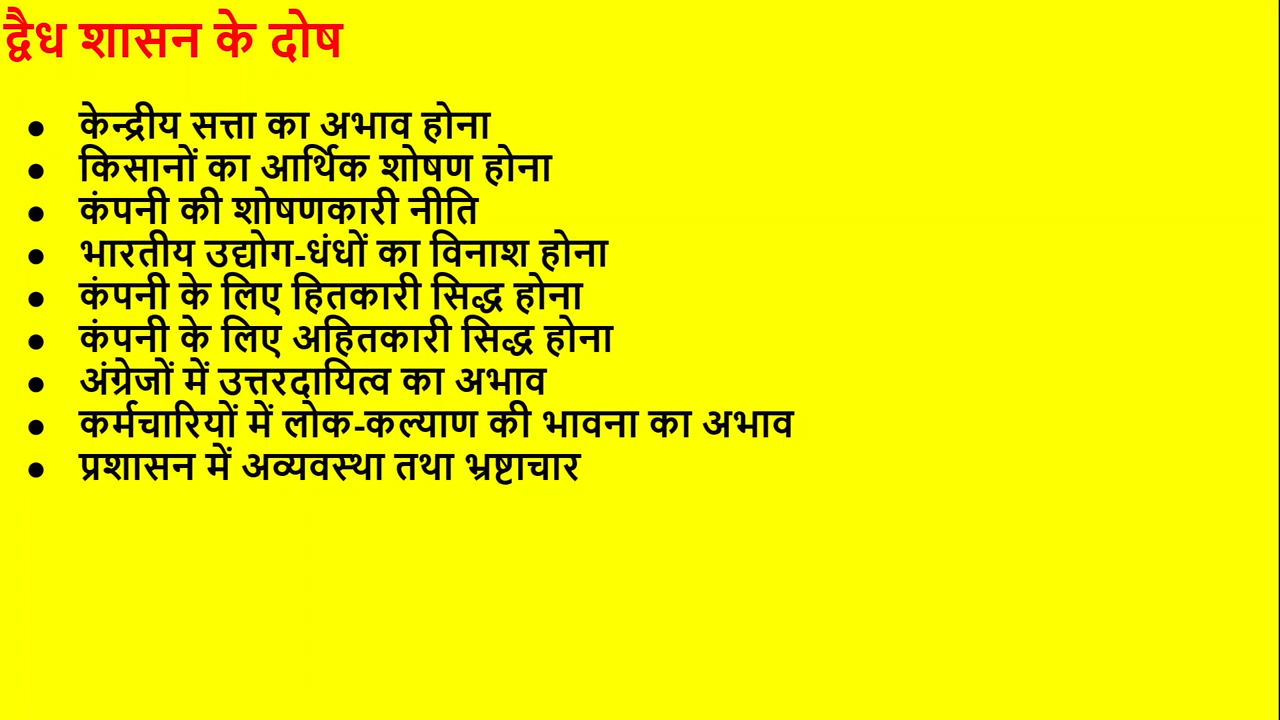 द्वैध शासन के दोष
● केन्द्रीय सत्ता का अभाव होना
● किसानों का आर्थिक शोषण होना
● कंपनी की शोषणकारी नीति
● भारतीय उद्योग-धंधों का विनाश होना
● कंपनी के लिए हितकारी सिद्ध होना
● कंपनी के लिए अहितकारी सिद्ध होना
● अंग्रेजों में उत्तरदायित्व का अभाव
● कर्मचारियों में लोक-कल्याण की भावना का अभाव
● प्रशासन में अव्यवस्था तथा भ्रष्टाचार